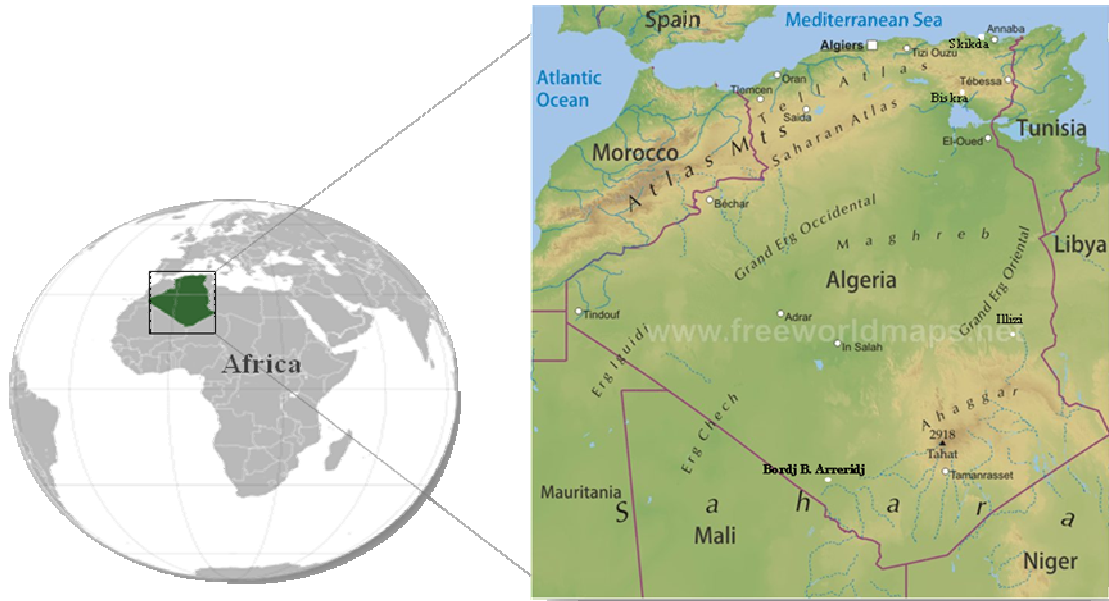 Africa
Spain
Mediterranean Sea
Atlantic
Ocean
Algiers
Tizi Ouzu
Skikda
Annaba
Oran
Tlemcen
Saida
Tell Atlas
Tébessa
Biskra
El-Oued
Tunisia
Morocco
Atlas Mts
Saharan Atlas
Béchar
Grand Erg Occidental
Maghreb
Grand Erg Oriental
Libya
Algeria
Tindouf
Adrar
www.freeworldmaps.net
Illizi
In Salah
Erg Iguidi
Erg Chech
Ahaggar
2918
Tahat
Tamanrasset
Bordj B. Arreridj
Mauritania
Sahara
Mali
Niger